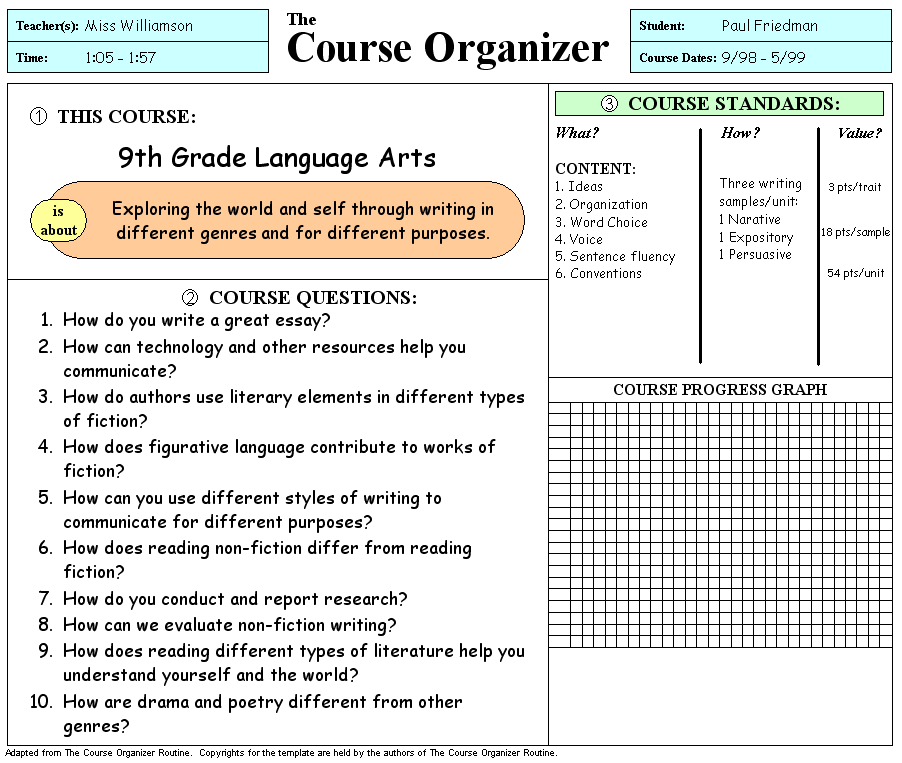 Teacher(s): Miss Williamson
Time: 1:05 - 1:57
The
Course Organizer
Student: Paul Friedman
Course Dates: 9/98 - 5/99
① THIS COURSE:
9th Grade Language Arts
is
about
Exploring the world and self through writing in
different genres and for different purposes.
② COURSE QUESTIONS:
1. How do you write a great essay?
2. How can technology and other resources help you
communicate?
3. How do authors use literary elements in different types
of fiction?
4. How does figurative language contribute to works of
fiction?
5. How can you use different styles of writing to
communicate for different purposes?
6. How does reading non-fiction differ from reading
fiction?
7. How do you conduct and report research?
8. How can we evaluate non-fiction writing?
9. How does reading different types of literature help you
understand yourself and the world?
10. How are drama and poetry different from other
genres?
③ COURSE STANDARDS:
What?
CONTENT:
1. Ideas
2. Organization
3. Word Choice
4. Voice
5. Sentence fluency
6. Conventions
How?
Three writing
samples/unit:
1 Narative
1 Expository
1 Persuasive
Value?
3 pts/trait
18 pts/sample
54 pts/unit
COURSE PROGRESS GRAPH
Adapted from The Course Organizer Routine. Copyrights for the template are held by the authors of The Course Organizer Routine.